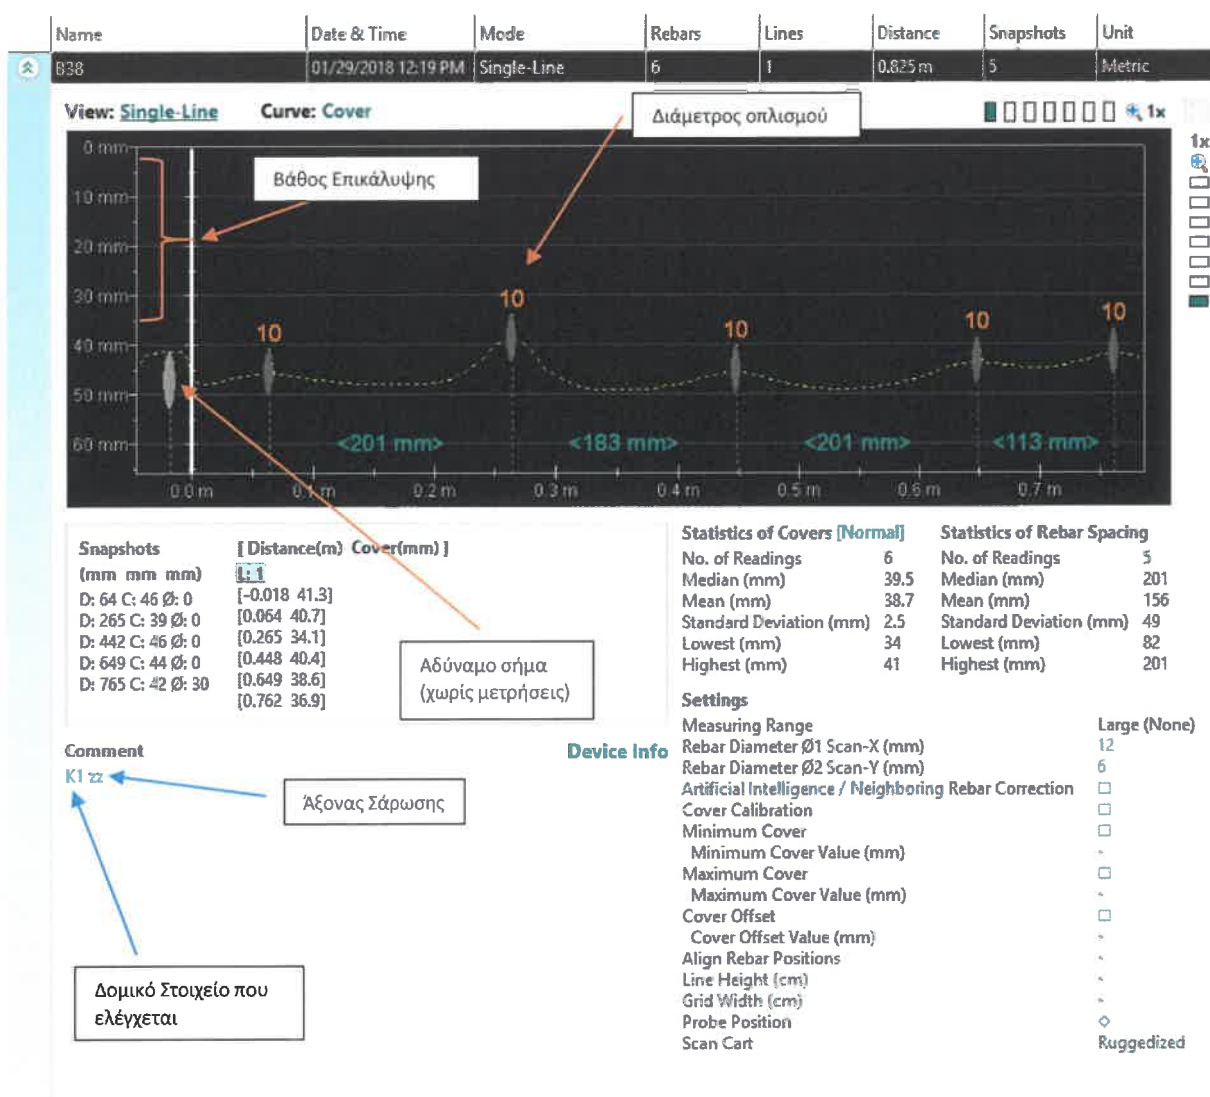 Name Date & Time Mode Rebars Lines Distance Snapshots Unit
B38 01/29/2018 12:19 PM Single-Line 6 1 0.825 m 5 Metric
View: Single-Line Curve: Cover 1x
Διάμετρος οπλισμού
1x
0 mm
Βάθος Επικάλυψης
10 mm
20 mm
30 mm
10
10
10
10
10
40 mm
50 mm
60 mm
<201 mm> <183 mm> <201 mm> <113 mm>
0.0 m 0.1 m 0.2 m 0.3 m 0.4 m 0.5 m 0.6 m 0.7 m
Snapshots [ Distance(m) Cover(mm) ]
(mm mm mm) L: 1
D: 64 C: 46 Ø: 0 [-0.018 41.3]
D: 265 C: 39 Ø: 0 [0.064 40.7]
D: 442 C: 46 Ø: 0 [0.265 34.1]
D: 649 C: 44 Ø: 0 [0.448 40.4]
D: 765 C: 42 Ø: 30 [0.649 38.6]
[0.762 36.9]
Αδύναμο σήμα
(χωρίς μετρήσεις)
Statistics of Covers [Normal] Statistics of Rebar Spacing
No. of Readings 6 No. of Readings 5
Median (mm) 39.5 Median (mm) 201
Mean (mm) 38.7 Mean (mm) 156
Standard Deviation (mm) 2.5 Standard Deviation (mm) 49
Lowest (mm) 34 Lowest (mm) 82
Highest (mm) 41 Highest (mm) 201
Settings
Measuring Range Large (None)
Rebar Diameter Ø1 Scan-X (mm) 12
Rebar Diameter Ø2 Scan-Y (mm) 6
Artificial Intelligence / Neighboring Rebar Correction
Cover Calibration
Minimum Cover
Minimum Cover Value (mm) -
Maximum Cover
Maximum Cover Value (mm) -
Cover Offset
Cover Offset Value (mm) -
Align Rebar Positions -
Line Height (cm) -
Grid Width (cm) -
Probe Position
Scan Cart Ruggedized
Comment Device Info
K1 zz
Άξονας Σάρωσης
Δομικό Στοιχείο που
ελέγχεται